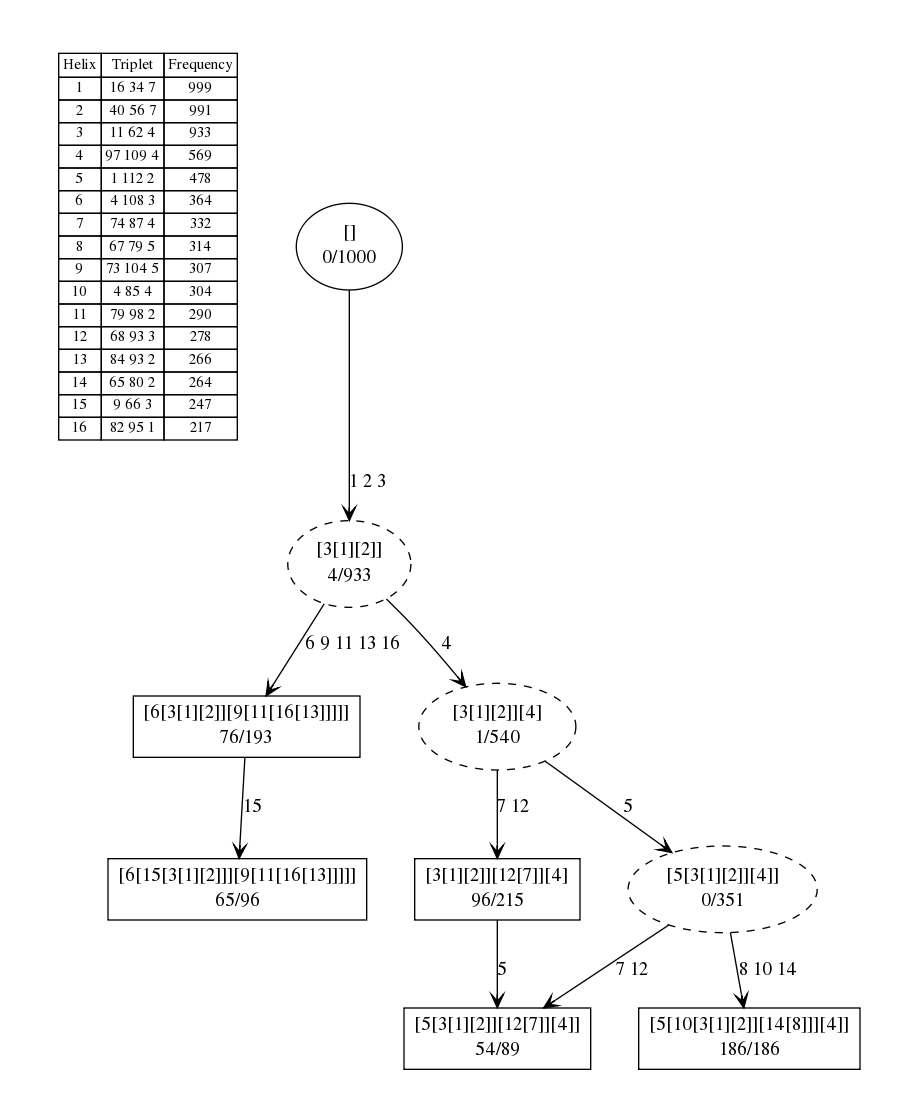 Helix Triplet Frequency
1 16 34 7 999
2 40 56 7 991
3 11 62 4 933
4 97 109 4 569
5 1 112 2 478
6 4 108 3 364
7 74 87 4 332
8 67 79 5 314
9 73 104 5 307
10 4 85 4 304
11 79 98 2 290
12 68 93 3 278
13 84 93 2 266
14 65 80 2 264
15 9 66 3 247
16 82 95 1 217
[]
0/1000
1 2 3
[3[1][2]]
4/933
6 9 11 13 16
4
[6[3[1][2]][9[11[16[13]]]]]
76/193
[3[1][2]][4]
1/540
15
7 12
5
[6[15[3[1][2]]][9[11[16[13]]]]]
65/96
[3[1][2]][12[7]][4]
96/215
[5[3[1][2]][4]]
0/351
5
7 12
8 10 14
[5[3[1][2]][12[7]][4]]
54/89
[5[10[3[1][2]][14[8]]][4]]
186/186